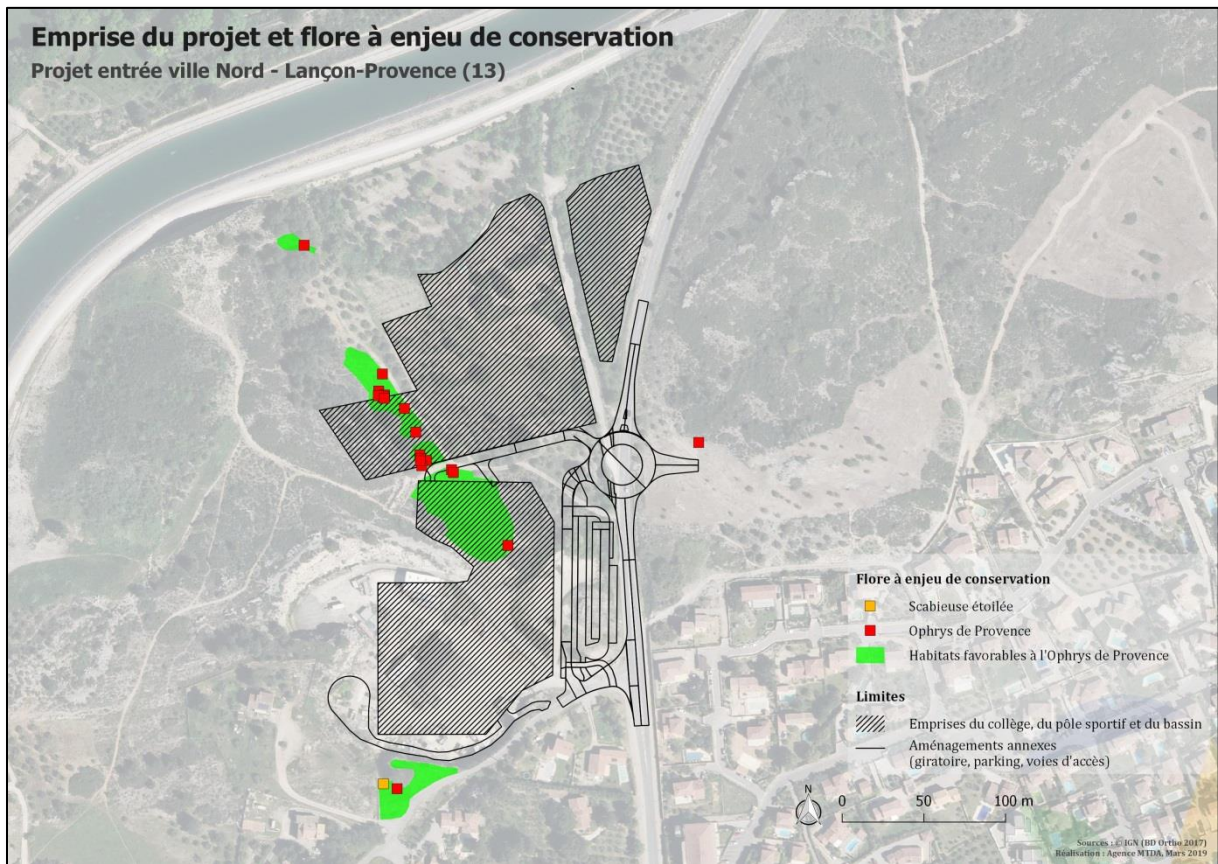 Emprise du projet et flore à enjeu de conservation
Projet entrée ville Nord - Lançon-Provence (13)
Flore à enjeu de conservation
Scabieuse étoilée
Ophrys de Provence
Habitats favorables à l'Ophrys de Provence
Limites
Emprises du collège, du pôle sportif et du bassin
Aménagements annexes
(giratoire, parking, voies d'accès)
N
0 50 100 m
Sources : © IGN (BD Ortho 2017)
Réalisation : Agence MTDA, Mars 2019